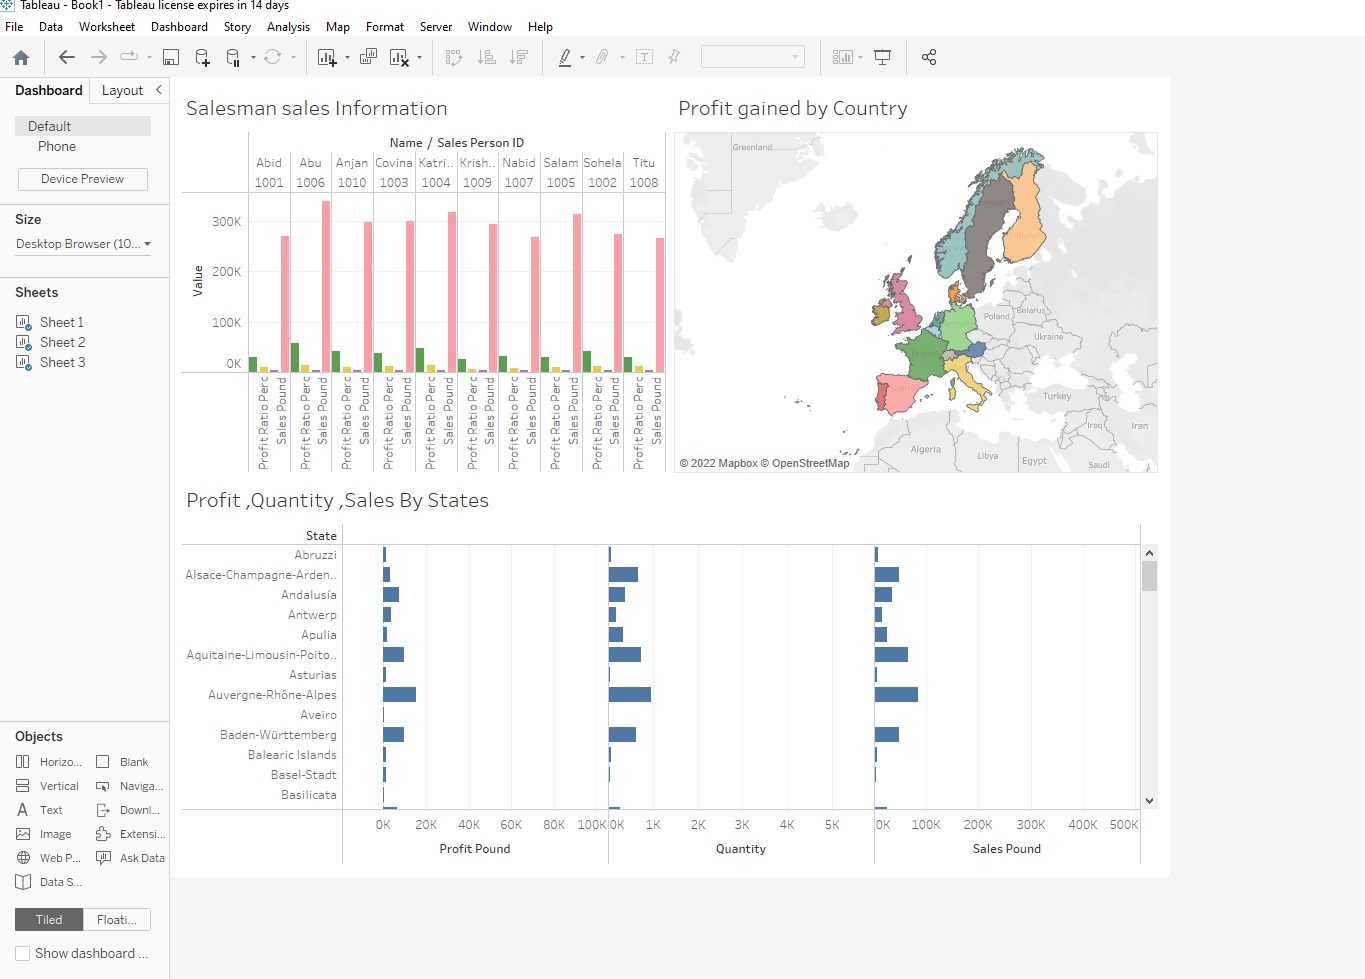 Tableau - Book1 - Tableau license expires in 14 days
File Data Worksheet Dashboard Story Analysis Map Format Server Window Help
Dashboard Layout
Default
Phone
Device Preview
Size
Desktop Browser (10...
Sheets
Sheet 1
Sheet 2
Sheet 3
Objects
Horizo... Blank
Vertical Naviga...
Text Downl...
Image Extensi...
Web P... Ask Data
Data S...
Tiled Floati...
Show dashboard ...
Salesman sales Information
Name / Sales Person ID
Abid Abu Anjan Covina Katri.. Krish.. Nabid Salam Sohela Titu
1001 1006 1010 1003 1004 1009 1007 1005 1002 1008
Value
300K
200K
100K
0K
Profit Ratio Perc Sales Pound Profit Ratio Perc Sales Pound Profit Ratio Perc Sales Pound Profit Ratio Perc Sales Pound Profit Ratio Perc Sales Pound Profit Ratio Perc Sales Pound Profit Ratio Perc Sales Pound Profit Ratio Perc Sales Pound Profit Ratio Perc Sales Pound Profit Ratio Perc Sales Pound
Profit gained by Country
Greenland
Poland Belarus
Ukraine
Turkey
Iraq Iran
Algeria Libya Egypt Saudi
© 2022 Mapbox © OpenStreetMap
Profit ,Quantity ,Sales By States
State
Abruzzi
Alsace-Champagne-Arden..
Andalusía
Antwerp
Apulia
Aquitaine-Limousin-Poito..
Asturias
Auvergne-Rhône-Alpes
Aveiro
Baden-Württemberg
Balearic Islands
Basel-Stadt
Basilicata
0K 20K 40K 60K 80K 100K 0K 1K 2K 3K 4K 5K 0K 100K 200K 300K 400K 500K
Profit Pound Quantity Sales Pound